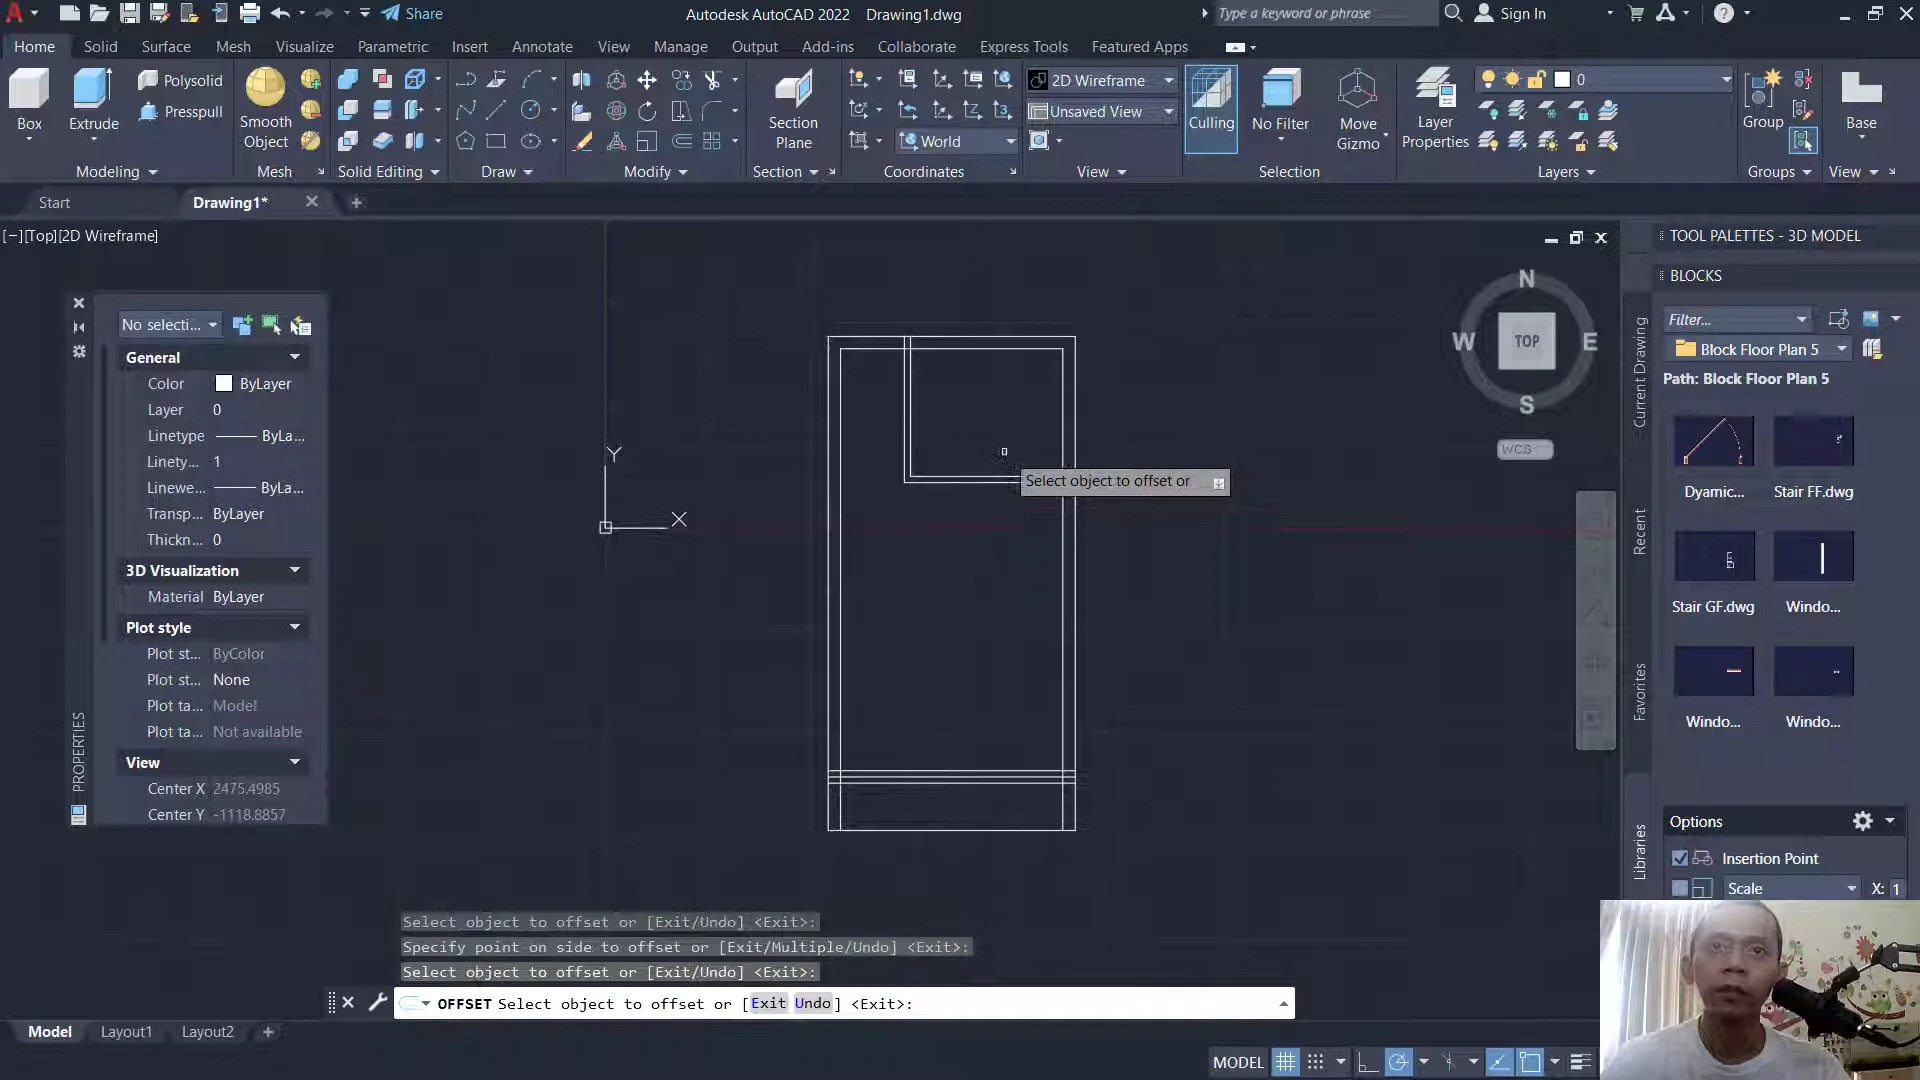 Share
Autodesk AutoCAD 2022 Drawing1.dwg
Type a keyword or phrase
Sign In
Home Solid Surface Mesh Visualize Parametric Insert Annotate View Manage Output Add-ins Collaborate Express Tools Featured Apps
Box
Extrude
Polysolid
Presspull
Smooth
Object
Section
Plane
World
2D Wireframe
Unsaved View
Culling
No Filter
Move
Gizmo
Layer
Properties
0
Group
Base
Modeling Mesh Solid Editing Draw Modify Section Coordinates View Selection Layers Groups View
Start Drawing1*
[−][Top][2D Wireframe]
N
W TOP E
S
WCS
Y
X
Select object to offset or
PROPERTIES
No selecti...
General
Color ByLayer
Layer 0
Linetype ByLa...
Linety... 1
Linewe... ByLa...
Transp... ByLayer
Thickn... 0
3D Visualization
Material ByLayer
Plot style
Plot st... ByColor
Plot st... None
Plot ta... Model
Plot ta... Not available
View
Center X 2475.4985
Center Y -1118.8857
TOOL PALETTES - 3D MODEL
BLOCKS
Current Drawing
Recent
Favorites
Libraries
Filter...
Block Floor Plan 5
Path: Block Floor Plan 5
Dyamic... Stair FF.dwg
Stair GF.dwg Windo...
Windo... Windo...
Options
Insertion Point
Scale X: 1
Select object to offset or [Exit/Undo] <Exit>:
Specify point on side to offset or [Exit/Multiple/Undo] <Exit>:
Select object to offset or [Exit/Undo] <Exit>:
OFFSET Select object to offset or [Exit Undo] <Exit>:
Model Layout1 Layout2
MODEL